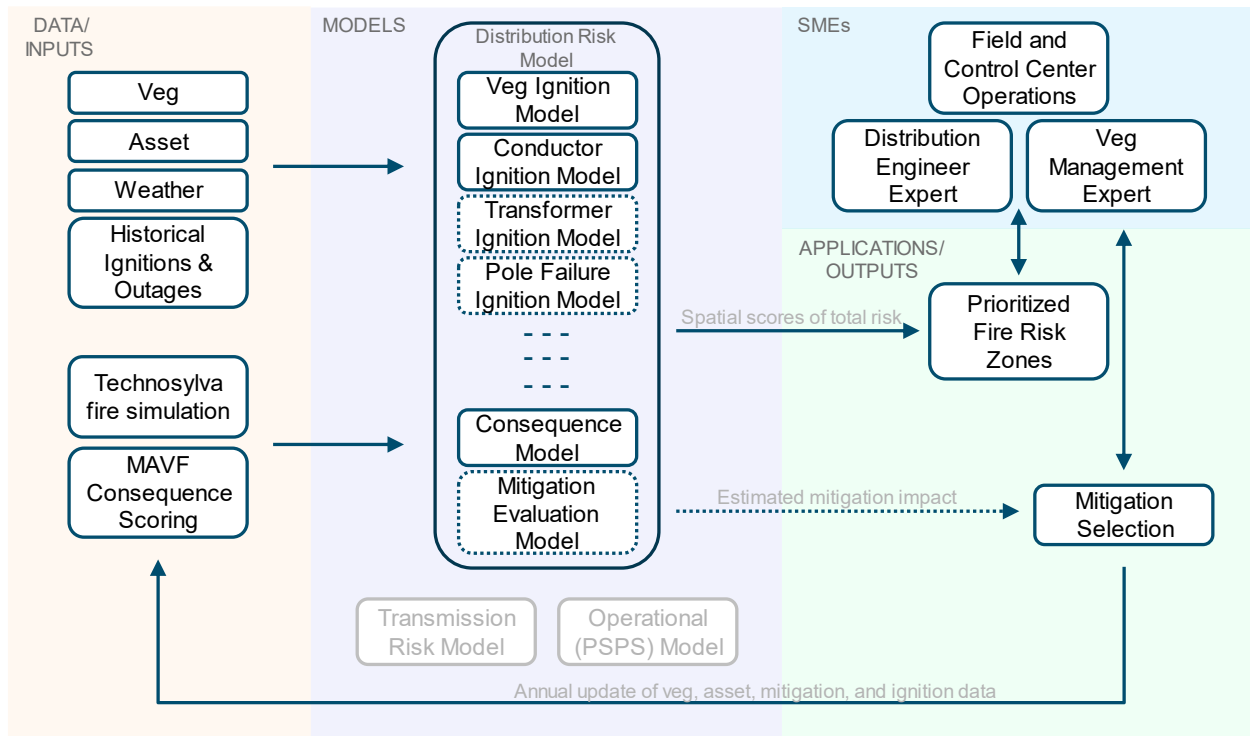 DATA/
INPUTS
Veg
Asset
Weather
Historical
Ignitions &
Outages
Technosylva
fire simulation
MAVF
Consequence
Scoring
MODELS
Distribution Risk
Model
Veg Ignition
Model
Conductor
Ignition Model
Transformer
Ignition Model
Pole Failure
Ignition Model
- - -
- - -
- - -
Consequence
Model
Mitigation
Evaluation
Model
Transmission
Risk Model
Operational
(PSPS) Model
Spatial scores of total risk
Estimated mitigation impact
Annual update of veg, asset, mitigation, and ignition data
SMEs
Field and
Control Center
Operations
Distribution
Engineer
Expert
Veg
Management
Expert
APPLICATIONS/
OUTPUTS
Prioritized
Fire Risk
Zones
Mitigation
Selection